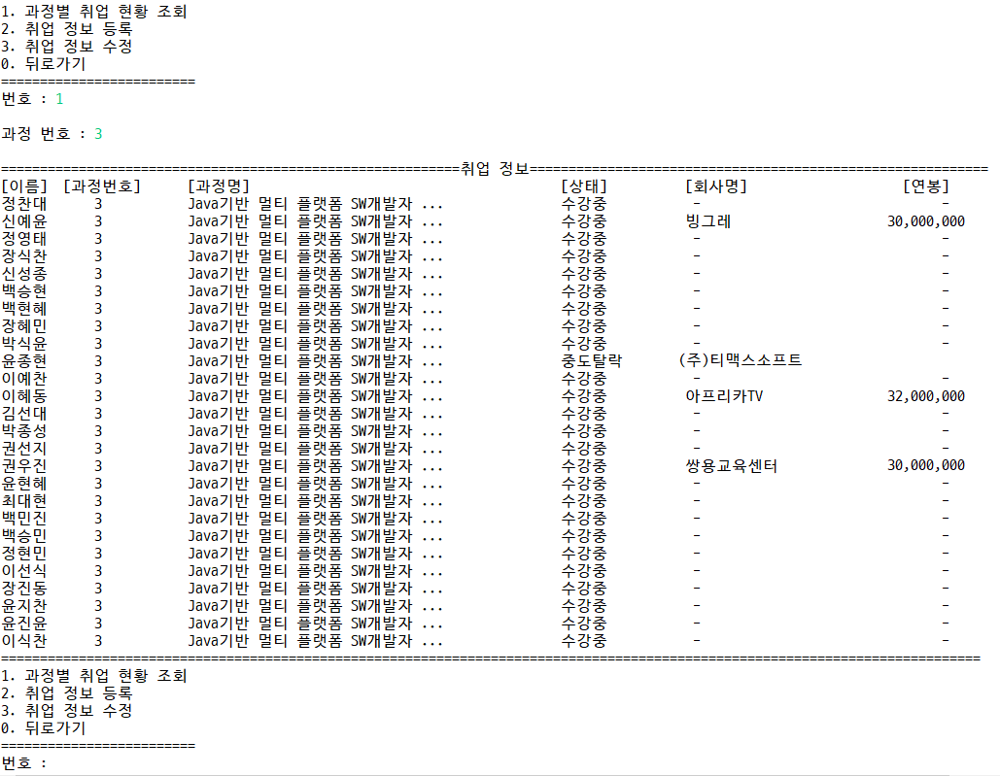 1. 과정별 취업 현황 조회
2. 취업 정보 등록
3. 취업 정보 수정
0. 뒤로가기
=========================
번호 : 1
과정 번호 : 3
===========================================================취업 정보===========================================================
[이름] [과정번호] [과정명] [상태] [회사명] [연봉]
정찬대 3 Java기반 멀티 플랫폼 SW개발자 ... 수강중 - -
신예윤 3 Java기반 멀티 플랫폼 SW개발자 ... 수강중 빙그레 30,000,000
정영태 3 Java기반 멀티 플랫폼 SW개발자 ... 수강중 - -
장식찬 3 Java기반 멀티 플랫폼 SW개발자 ... 수강중 - -
신성종 3 Java기반 멀티 플랫폼 SW개발자 ... 수강중 - -
백승현 3 Java기반 멀티 플랫폼 SW개발자 ... 수강중 - -
백현혜 3 Java기반 멀티 플랫폼 SW개발자 ... 수강중 - -
장혜민 3 Java기반 멀티 플랫폼 SW개발자 ... 수강중 - -
박식윤 3 Java기반 멀티 플랫폼 SW개발자 ... 수강중 - -
윤종현 3 Java기반 멀티 플랫폼 SW개발자 ... 중도탈락 (주)티맥스소프트
이예찬 3 Java기반 멀티 플랫폼 SW개발자 ... 수강중 - -
이혜동 3 Java기반 멀티 플랫폼 SW개발자 ... 수강중 아프리카TV 32,000,000
김선대 3 Java기반 멀티 플랫폼 SW개발자 ... 수강중 - -
박종성 3 Java기반 멀티 플랫폼 SW개발자 ... 수강중 - -
권선지 3 Java기반 멀티 플랫폼 SW개발자 ... 수강중 - -
권우진 3 Java기반 멀티 플랫폼 SW개발자 ... 수강중 쌍용교육센터 30,000,000
윤현혜 3 Java기반 멀티 플랫폼 SW개발자 ... 수강중 - -
최대현 3 Java기반 멀티 플랫폼 SW개발자 ... 수강중 - -
백민진 3 Java기반 멀티 플랫폼 SW개발자 ... 수강중 - -
백승민 3 Java기반 멀티 플랫폼 SW개발자 ... 수강중 - -
정현민 3 Java기반 멀티 플랫폼 SW개발자 ... 수강중 - -
이선식 3 Java기반 멀티 플랫폼 SW개발자 ... 수강중 - -
장진동 3 Java기반 멀티 플랫폼 SW개발자 ... 수강중 - -
윤지찬 3 Java기반 멀티 플랫폼 SW개발자 ... 수강중 - -
윤진윤 3 Java기반 멀티 플랫폼 SW개발자 ... 수강중 - -
이식찬 3 Java기반 멀티 플랫폼 SW개발자 ... 수강중 - -
==============================================================================================================================
1. 과정별 취업 현황 조회
2. 취업 정보 등록
3. 취업 정보 수정
0. 뒤로가기
=========================
번호 :